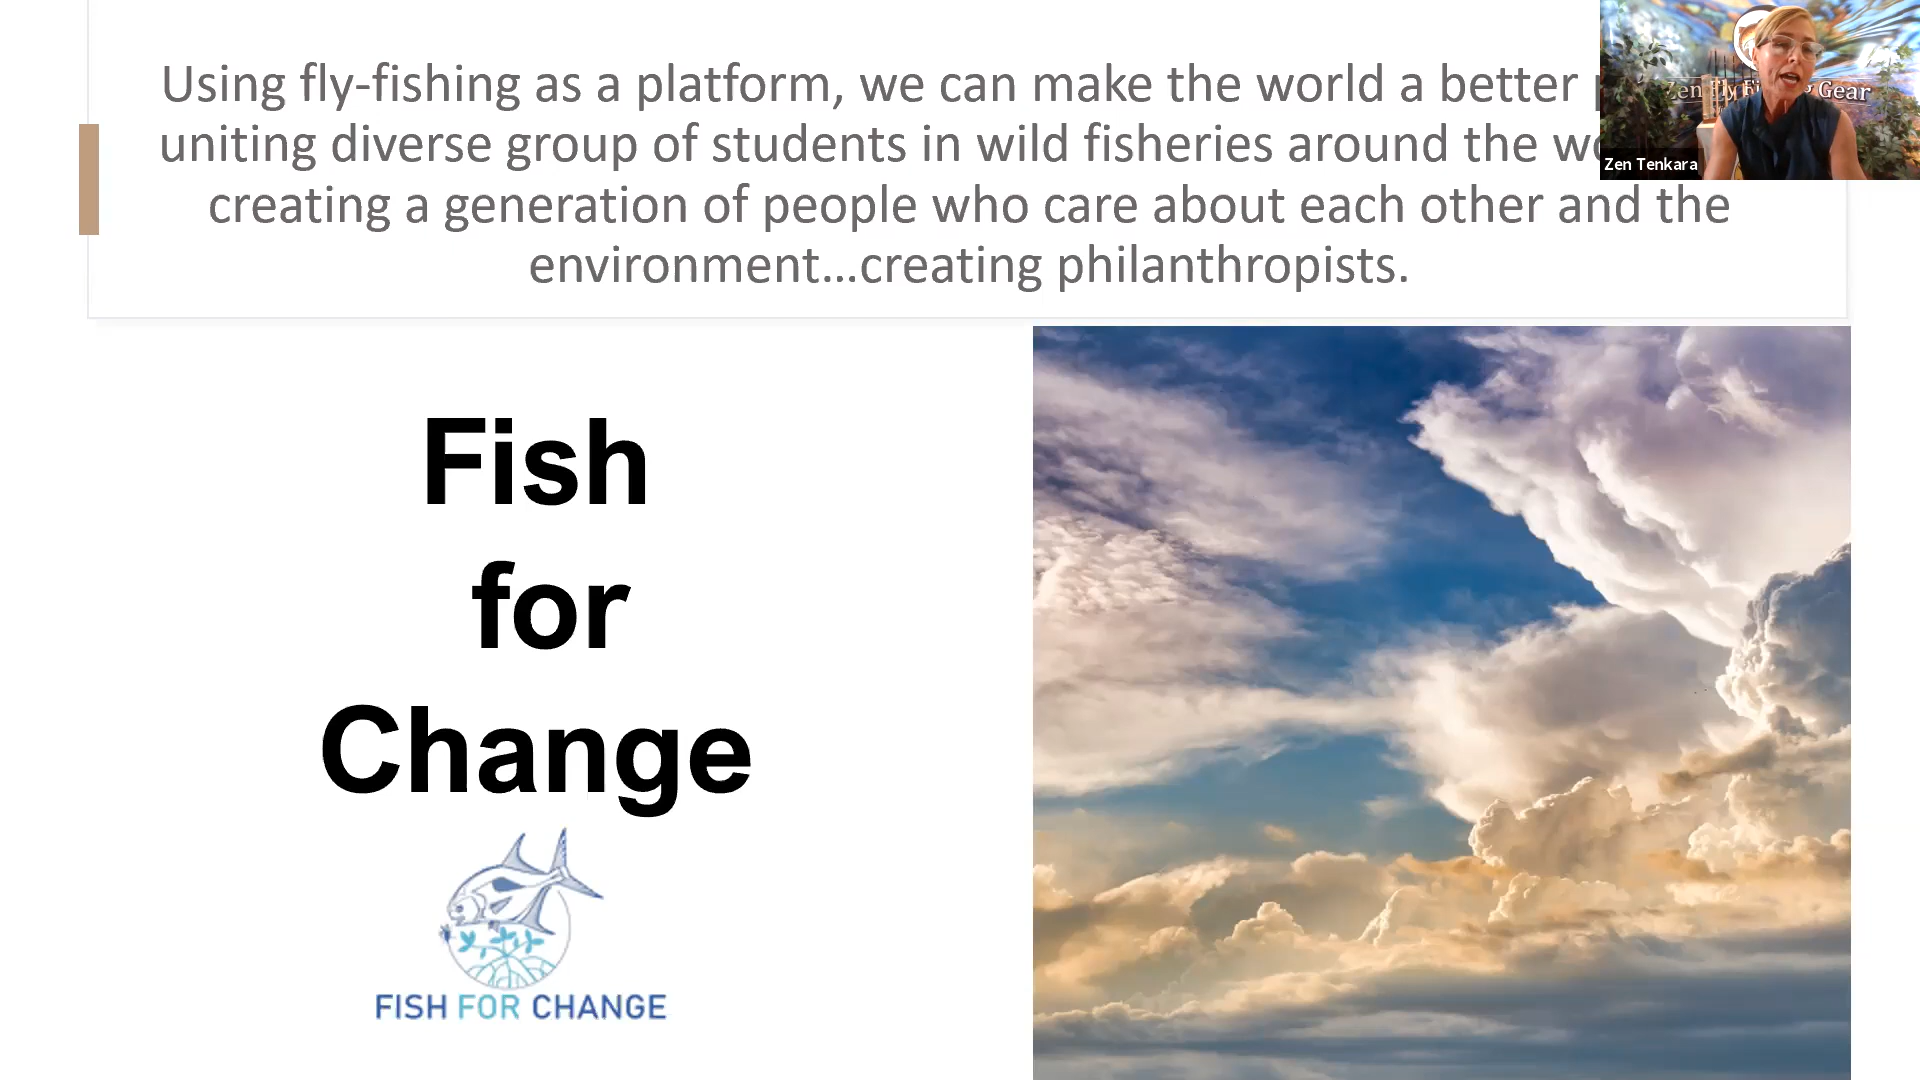 Using fly-fishing as a platform, we can make the world a better
uniting diverse group of students in wild fisheries around the
creating a generation of people who care about each other and the
environment...creating philanthropists.
Zen Fly Gear
Zen Tenkara
Fish
for
Change
FISH FOR CHANGE